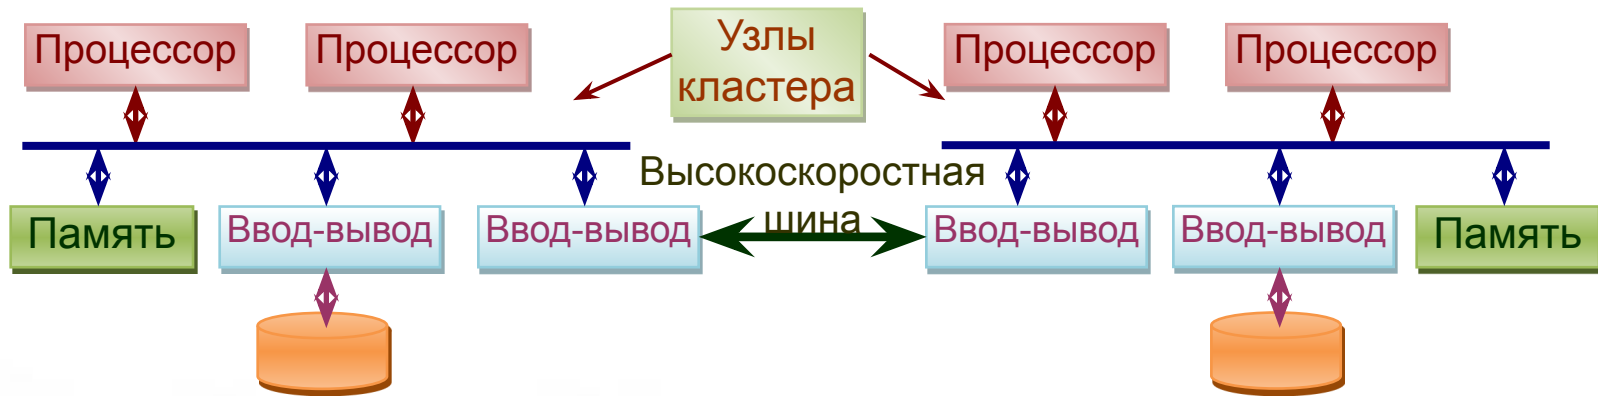 Процессор
Процессор
Узлы
кластера
Процессор
Процессор
Высокоскоростная
шина
Память
Ввод-вывод
Ввод-вывод
Ввод-вывод
Ввод-вывод
Память